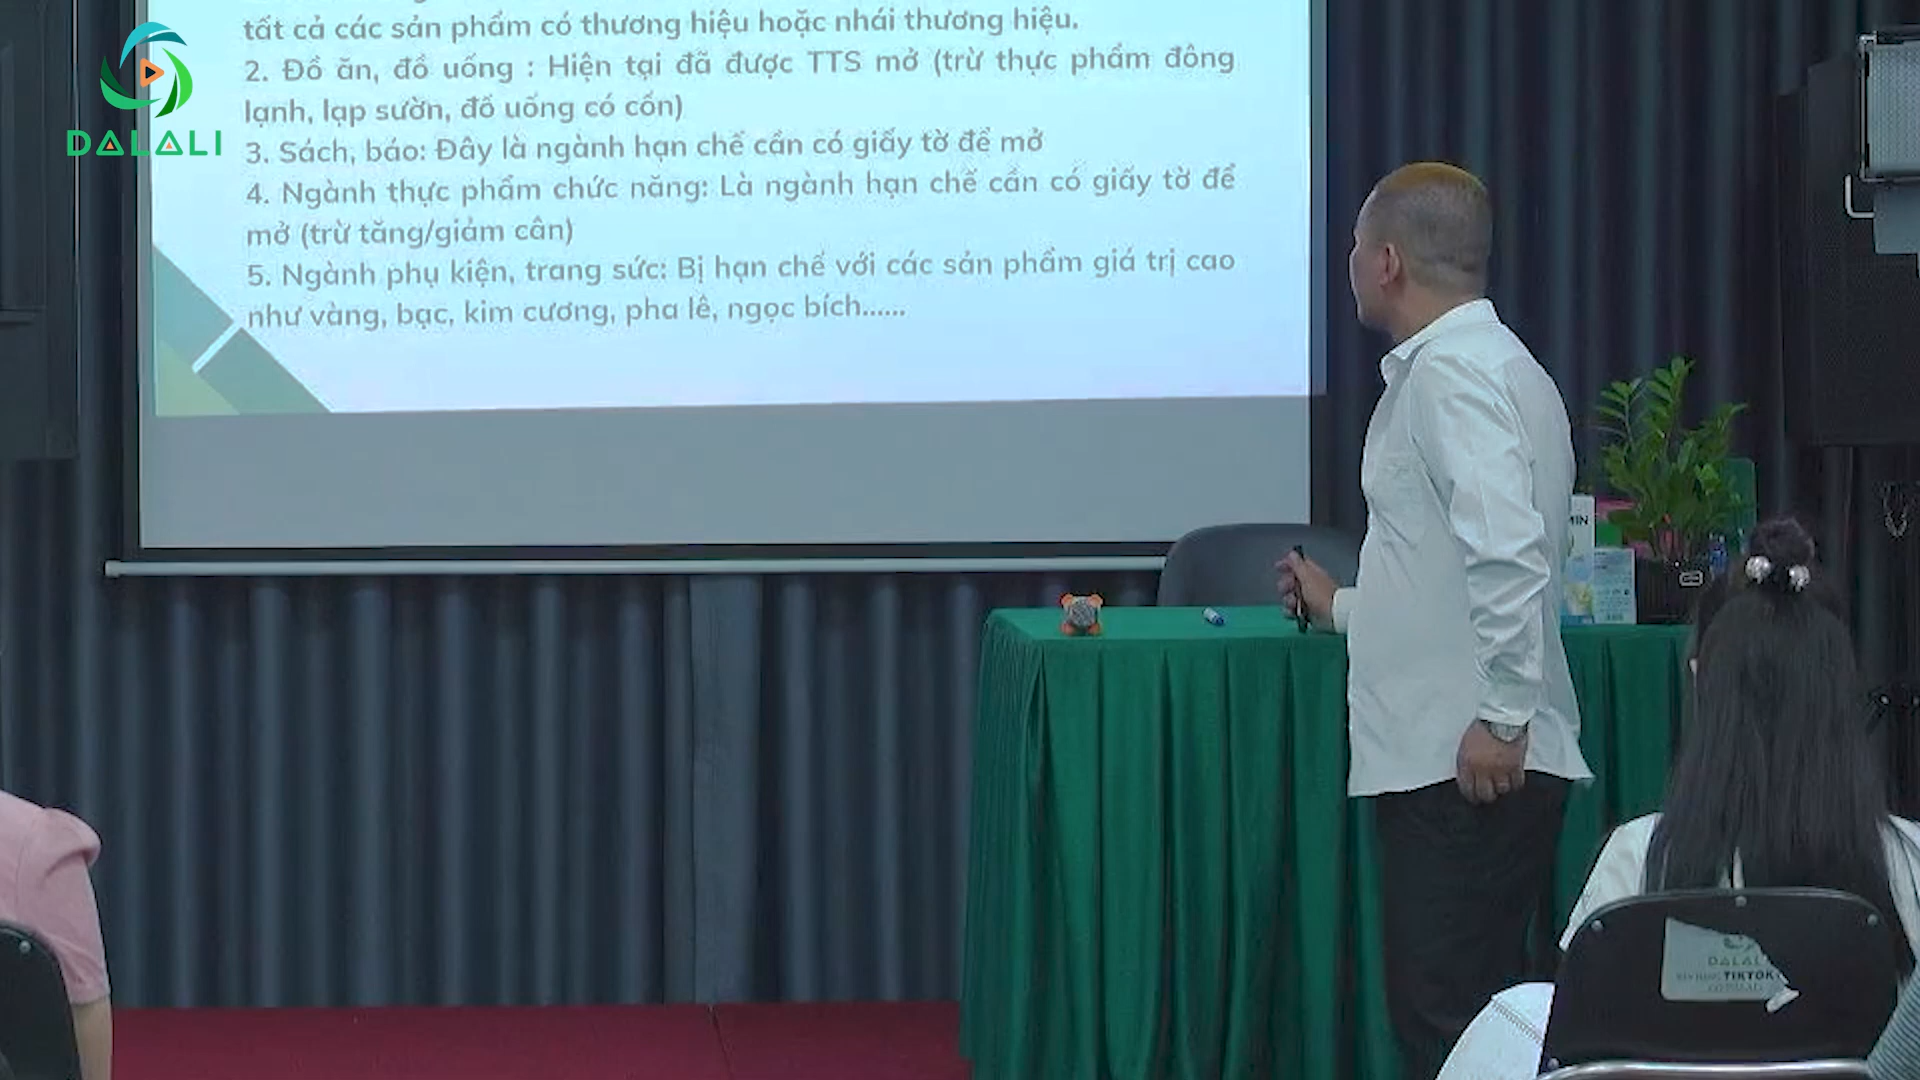 tất cả các sản phẩm có thương hiệu hoặc nhái thương hiệu.
2. Đồ ăn, đồ uống : Hiện tại đã được TTS mở (trừ thực phẩm đông
lạnh, lạp sườn, đồ uống có cồn)
3. Sách, báo: Đây là ngành hạn chế cần có giấy tờ để mở
4. Ngành thực phẩm chức năng: Là ngành hạn chế cần có giấy tờ để
mở (trừ tăng/giảm cân)
5. Ngành phụ kiện, trang sức: Bị hạn chế với các sản phẩm giá trị cao
như vàng, bạc, kim cương, pha lê, ngọc bích......
DALALI
MIN
DALALI
TIKTOK